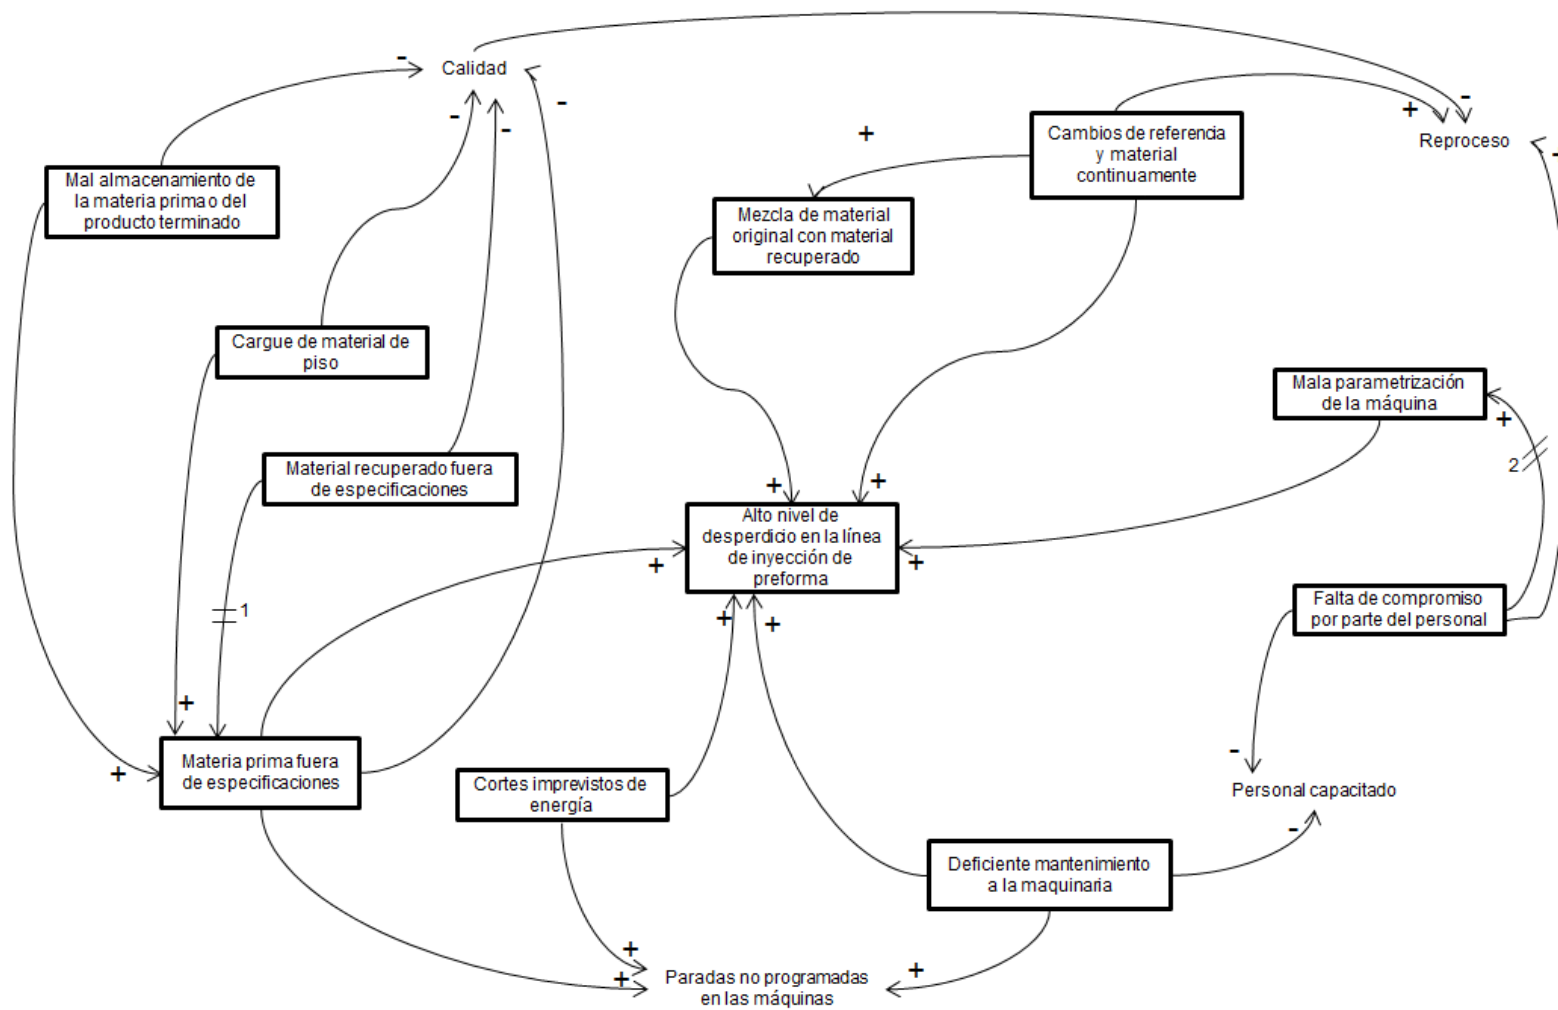 -
Calidad
-
-
-
-
+
Reproceso
-
Cambios de referencia
y material
continuamente
+
Mal almacenamiento de
la materia prima o del
producto terminado
Mezcla de material
original con material
recuperado
Cargue de material de
piso
Mala parametrización
de la máquina
+
2
Material recuperado fuera
de especificaciones
+
+
Alto nivel de
desperdicio en la línea
de inyección de
preforma
+
+
+
+
1
Falta de compromiso
por parte del personal
+
+
Materia prima fuera
de especificaciones
Cortes imprevistos de
energía
-
Personal capacitado
-
Deficiente mantenimiento
a la maquinaria
+
+
+
Paradas no programadas
en las máquinas